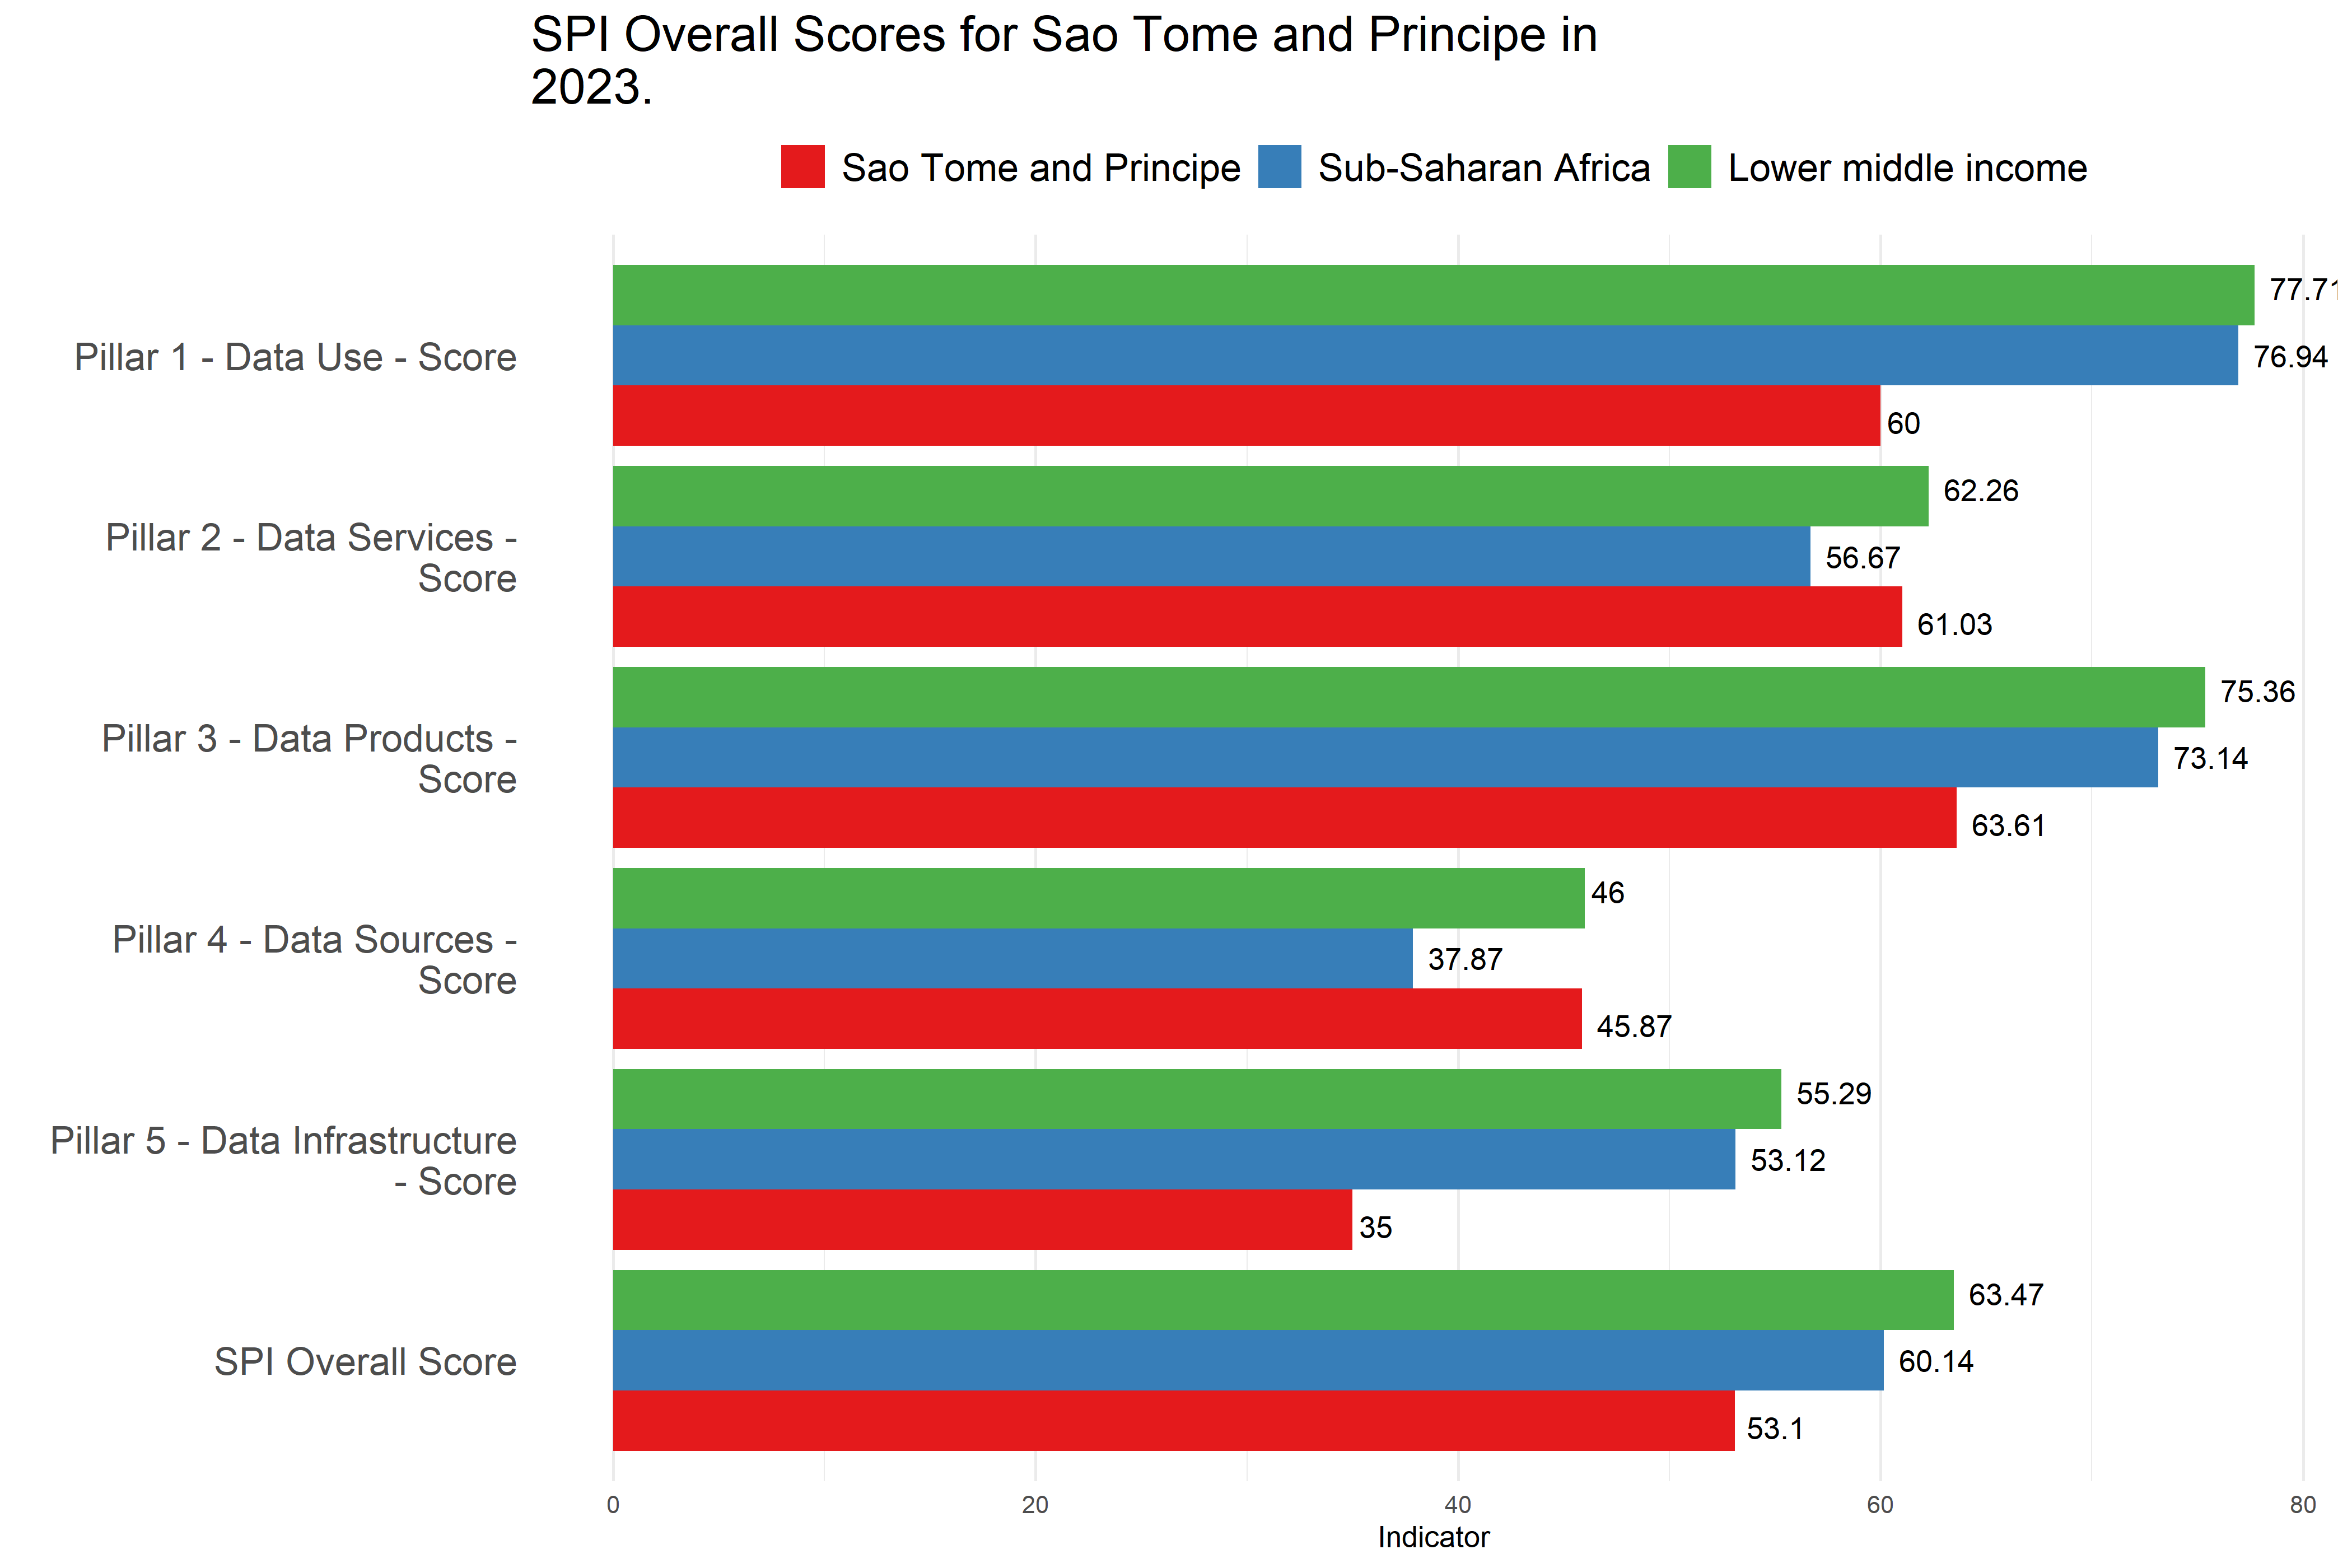 SPI Overall Scores for Sao Tome and Principe in
2023.
Sao Tome and Principe Sub-Saharan Africa Lower middle income
Pillar 1 - Data Use - Score
77.71
76.94
60
Pillar 2 - Data Services -
Score
62.26
56.67
61.03
Pillar 3 - Data Products -
Score
75.36
73.14
63.61
Pillar 4 - Data Sources -
Score
46
37.87
45.87
Pillar 5 - Data Infrastructure
- Score
55.29
53.12
35
SPI Overall Score
63.47
60.14
53.1
0 20 40 60 80
Indicator